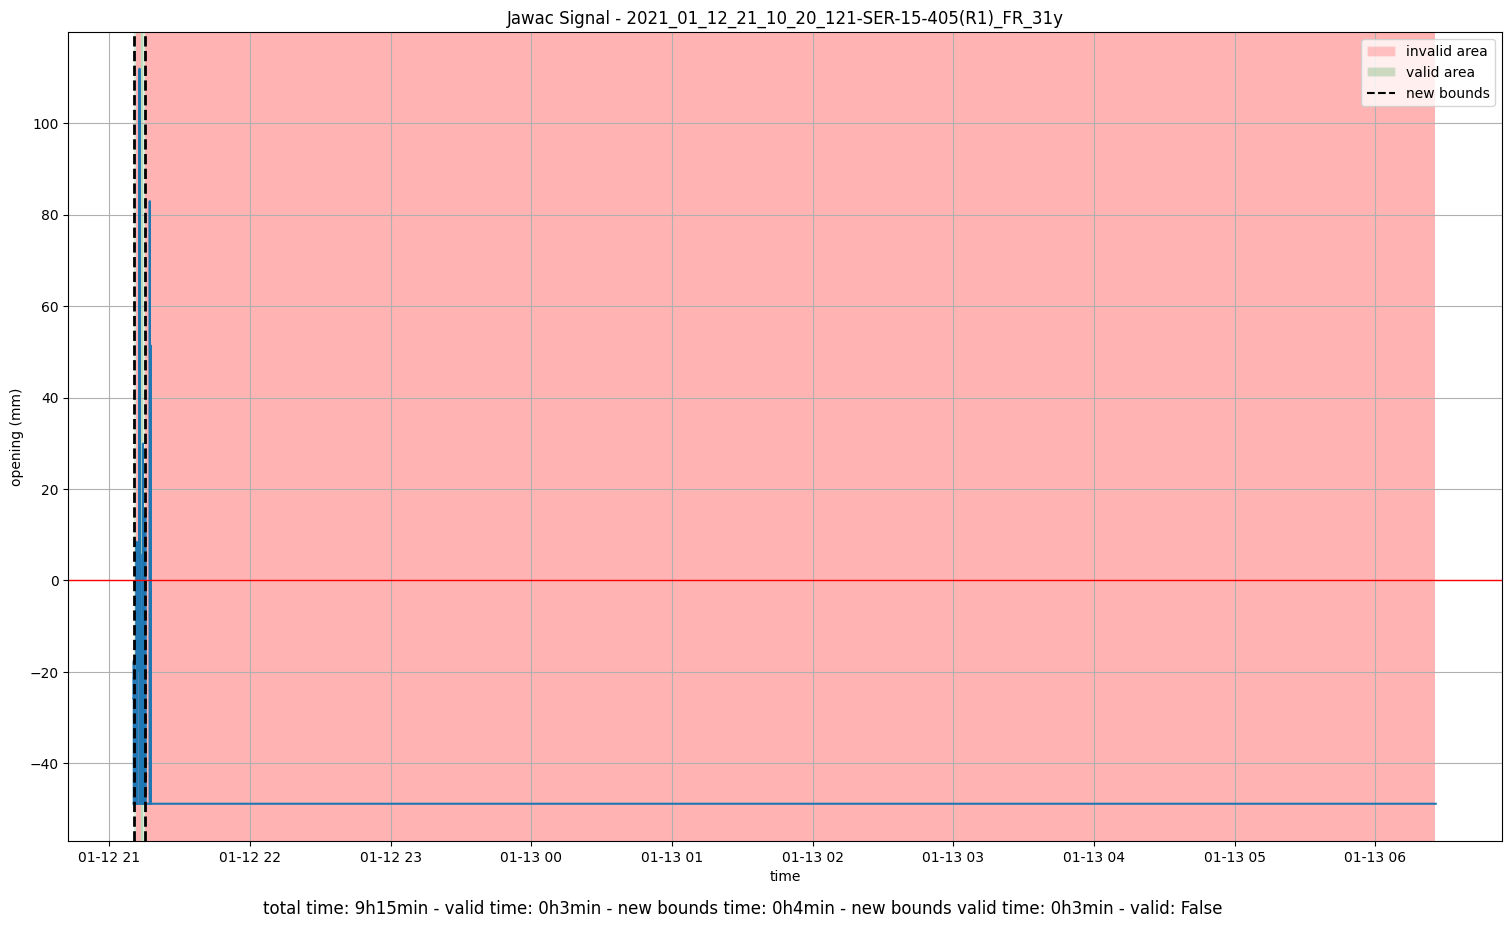 Jawac Signal - 2021_01_12_21_10_20_121-SER-15-405(R1)_FR_31y
invalid area
valid area
new bounds
100
80
60
40
20
0
−20
−40
opening (mm)
01-12 21
01-12 22
01-12 23
01-13 00
01-13 01
01-13 02
01-13 03
01-13 04
01-13 05
01-13 06
time
total time: 9h15min - valid time: 0h3min - new bounds time: 0h4min - new bounds valid time: 0h3min - valid: False